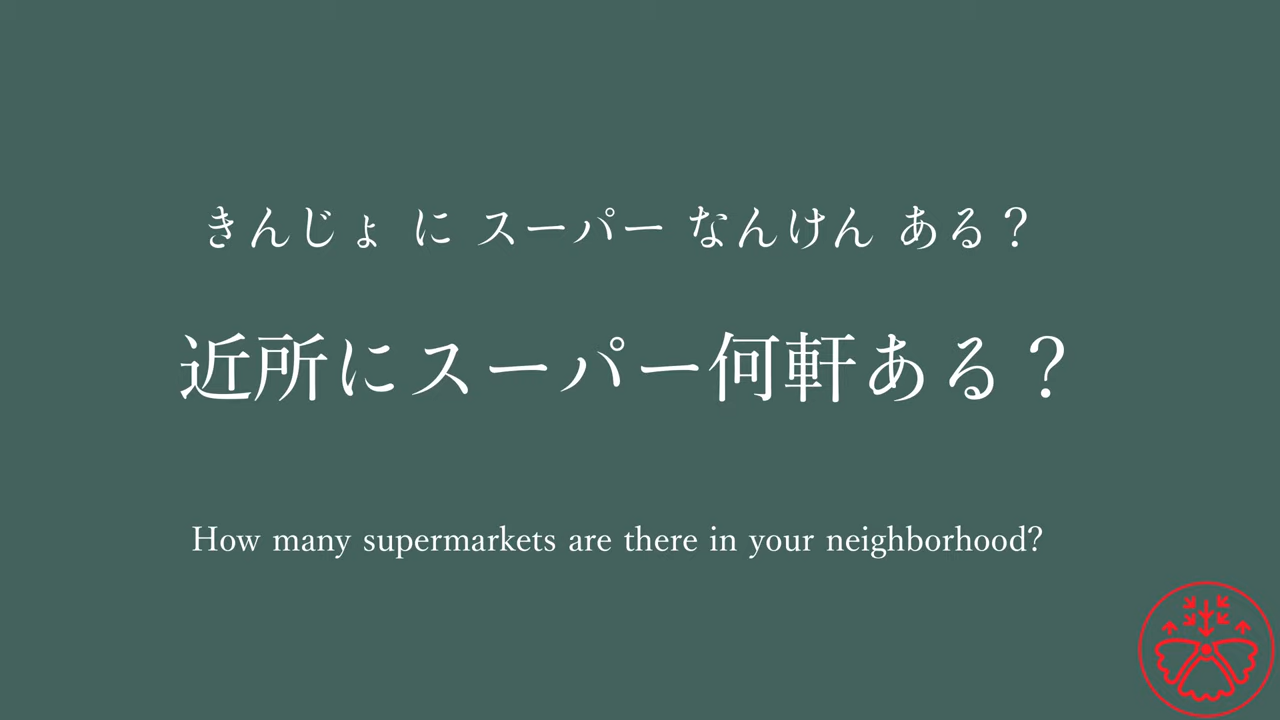 きんじょ に スーパー なんけん ある？
近所にスーパー何軒ある？
How many supermarkets are there in your neighborhood?